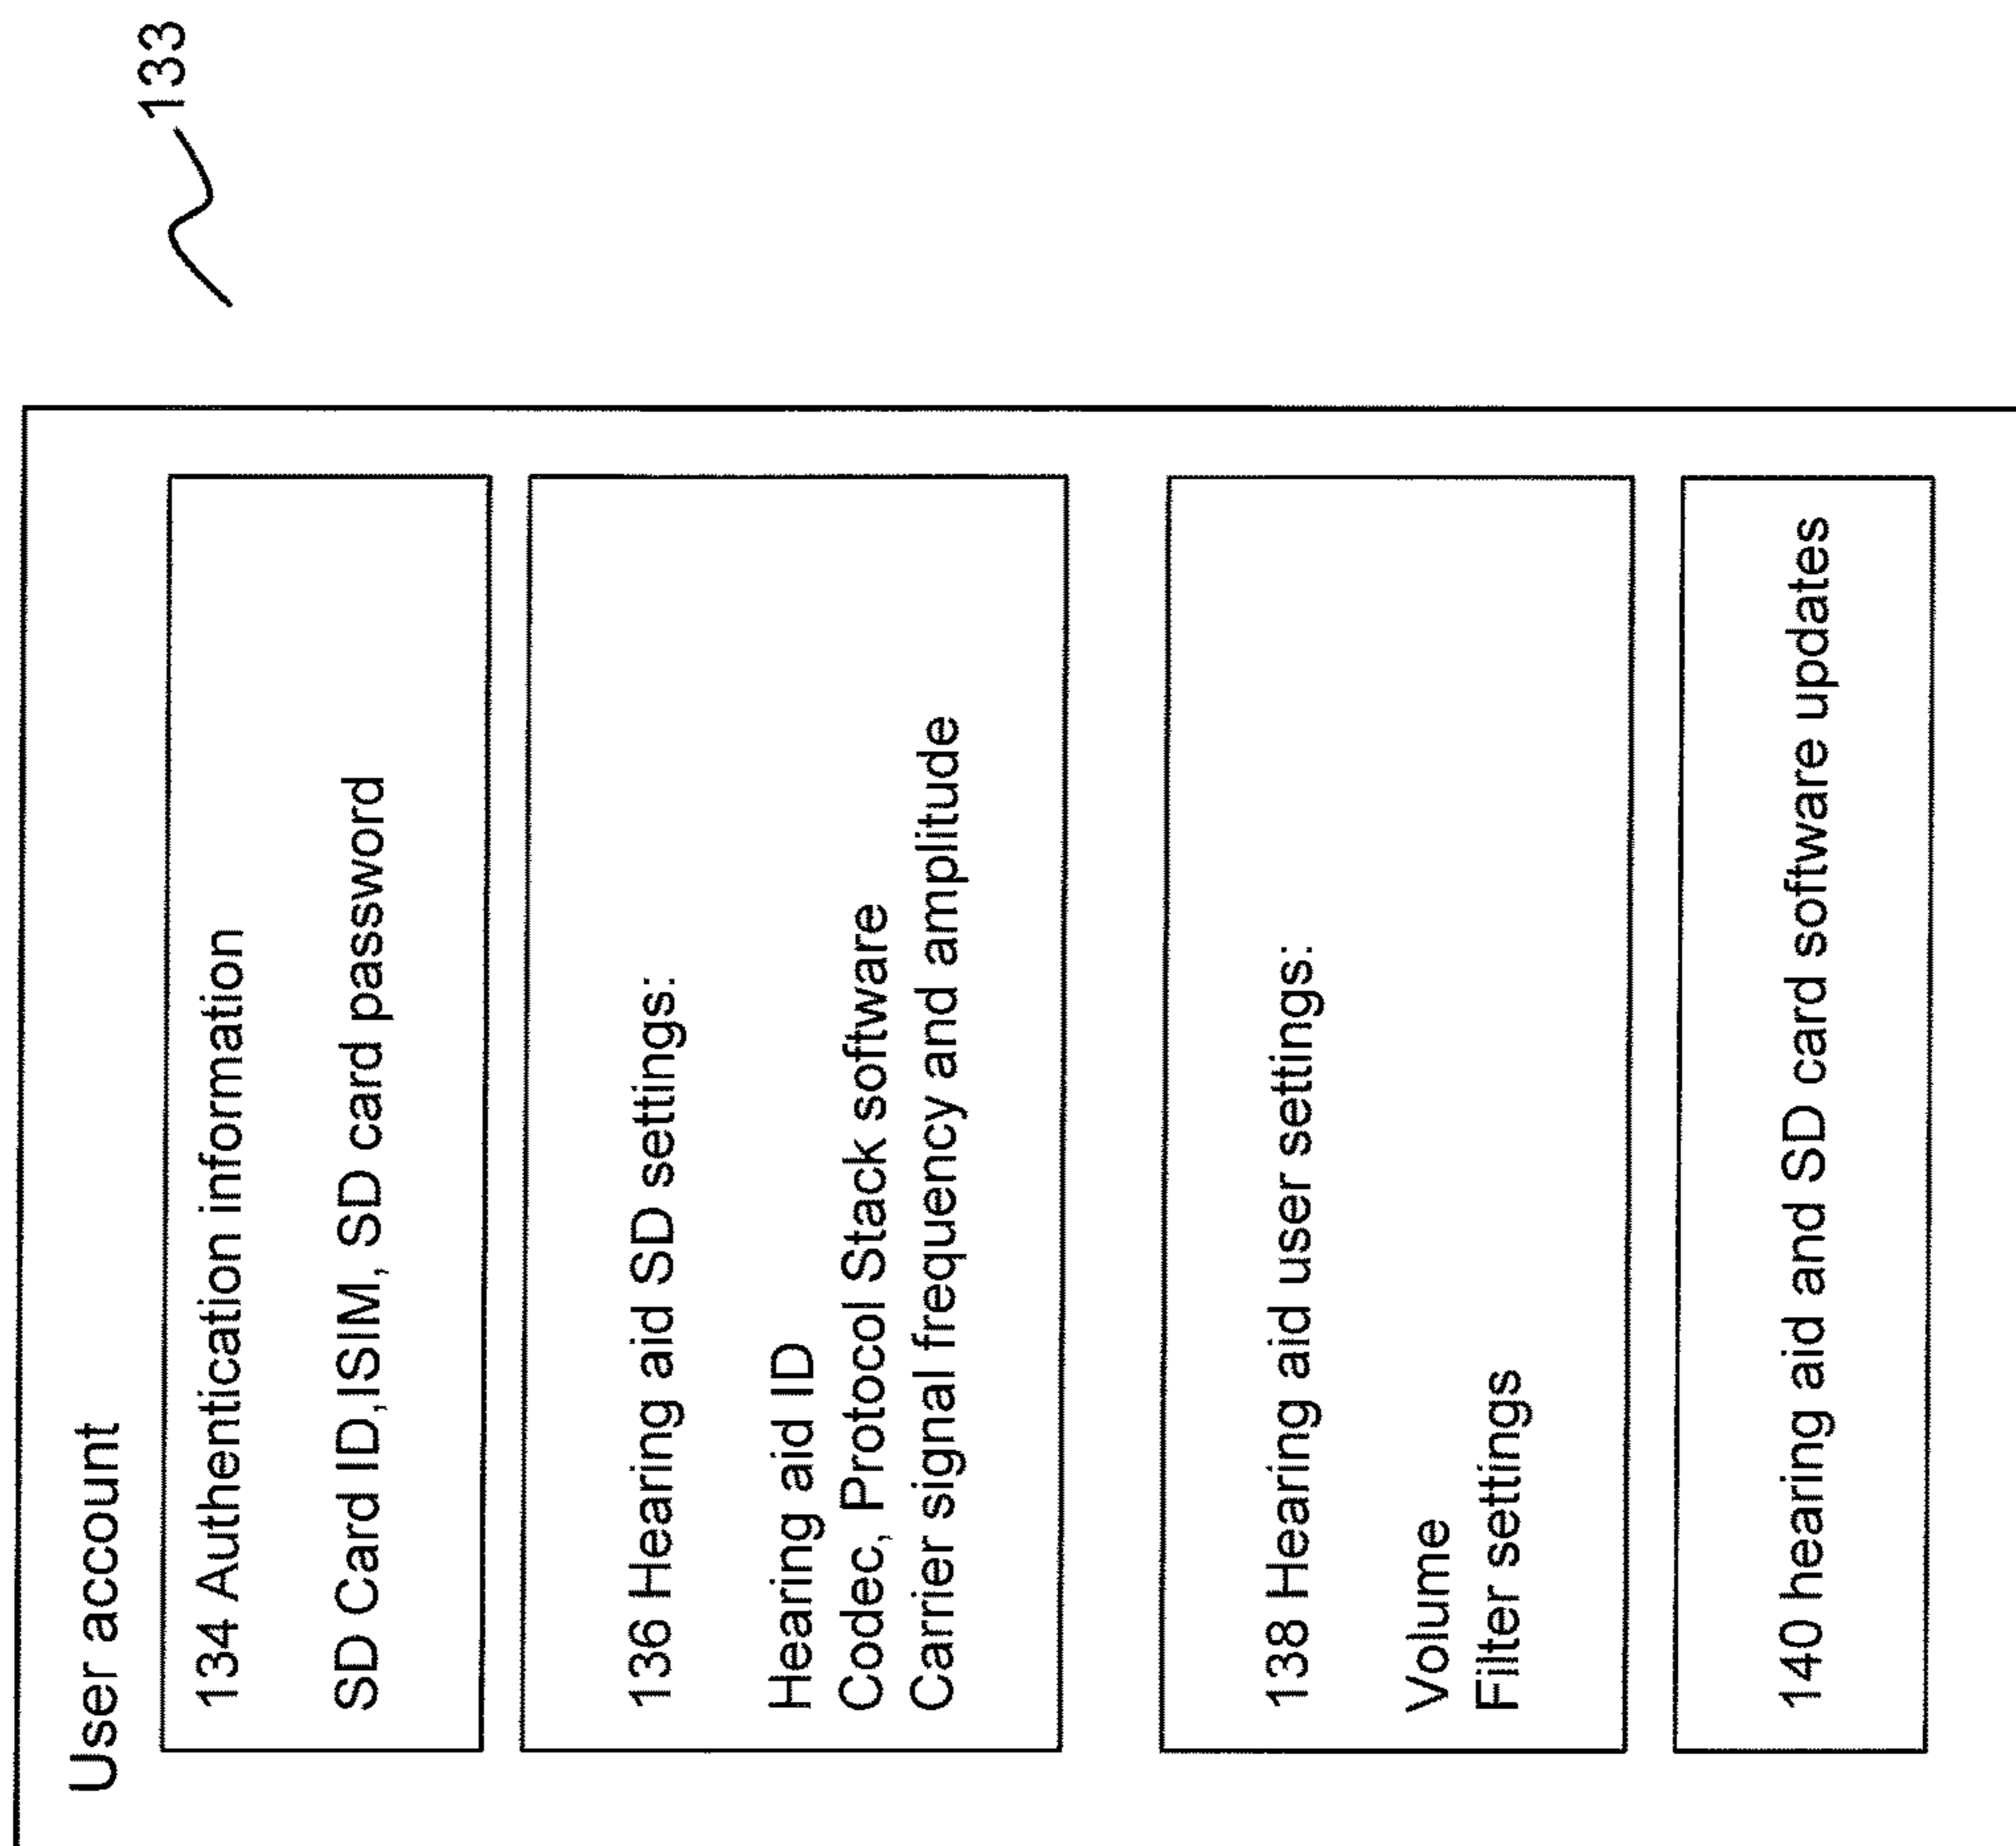 133
User account
134 Authentication information
SD Card ID,ISIM, SD card password
136 Hearing aid SD settings:
Hearing aid ID
Codec, Protocol Stack software
Carrier signal frequency and amplitude
138 Hearing aid user settings:
Volume
Filter settings
140 hearing aid and SD card software updates